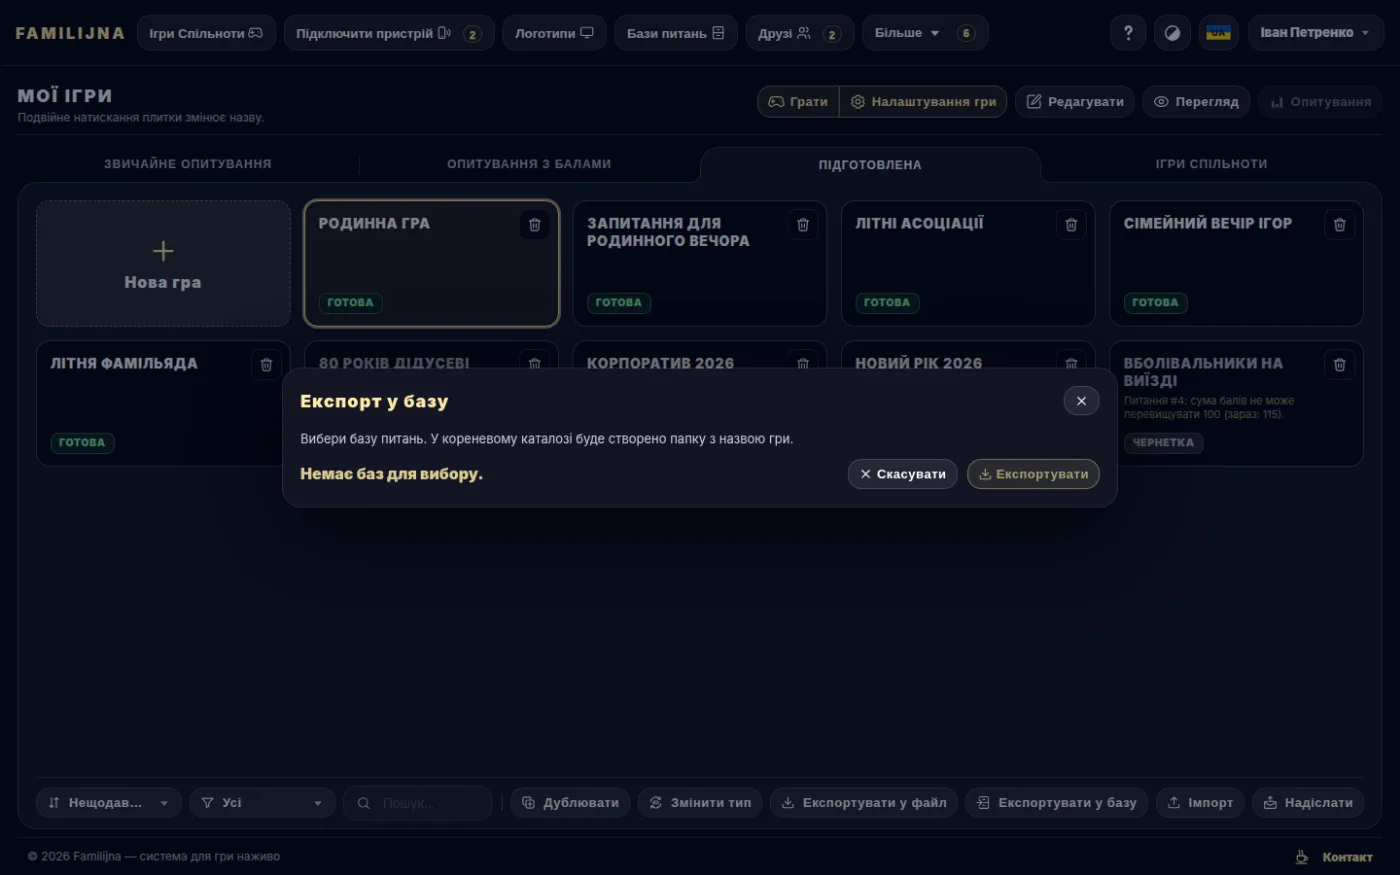 FAMILIJNA
Ігри Спільноти
Підключити пристрій 2
Логотипи
Бази питань
Друзі 2
Більше 6
?
UA
Іван Петренко
МОЇ ІГРИ
Подвійне натискання плитки змінює назву.
Грати
Налаштування гри
Редагувати
Перегляд
Опитування
ЗВИЧАЙНЕ ОПИТУВАННЯ
ОПИТУВАННЯ З БАЛАМИ
ПІДГОТОВЛЕНА
ІГРИ СПІЛЬНОТИ
Нова гра
РОДИННА ГРА
ГОТОВА
ЗАПИТАННЯ ДЛЯ
РОДИННОГО ВЕЧОРА
ГОТОВА
ЛІТНІ АСОЦІАЦІЇ
ГОТОВА
СІМЕЙНИЙ ВЕЧІР ІГОР
ГОТОВА
ЛІТНЯ ФАМІЛЬЯДА
ГОТОВА
80 РОКІВ ДІДУСЕВІ
КОРПОРАТИВ 2026
НОВИЙ РІК 2026
ВБОЛІВАЛЬНИКИ НА
ВИЇЗДІ
Питання #4: сума балів не може
перевищувати 100 (зараз: 115).
ЧЕРНЕТКА
Експорт у базу
Вибери базу питань. У кореневому каталозі буде створено папку з назвою гри.
Немає баз для вибору.
Скасувати
Експортувати
Нещодав...
Усі
Пошук...
Дублювати
Змінити тип
Експортувати у файл
Експортувати у базу
Імпорт
Надіслати
© 2026 Familijna — система для гри наживо
Контакт